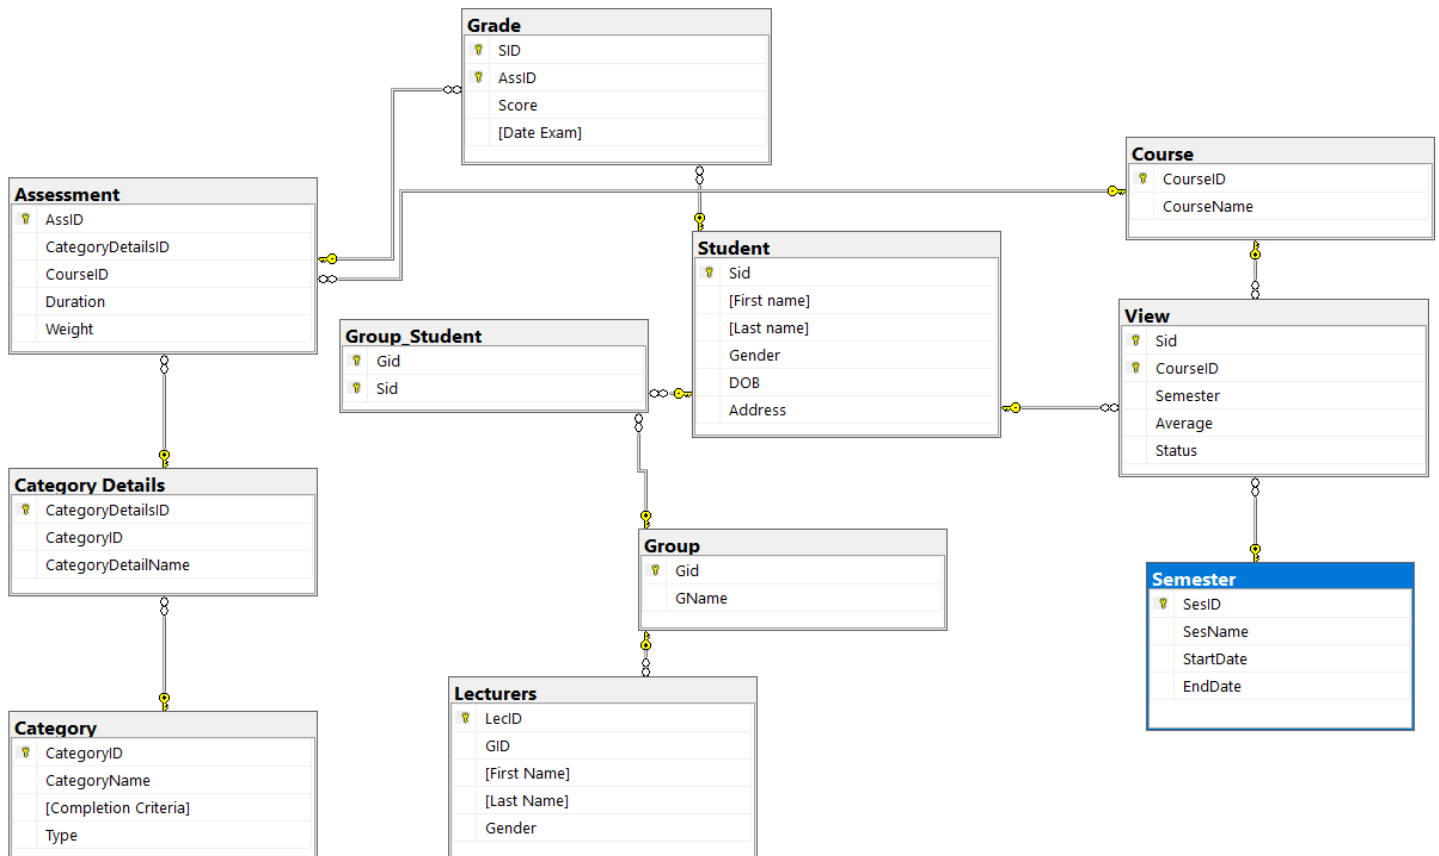 Grade
SID
AssID
Score
[Date Exam]
Course
CourseID
CourseName
Assessment
AssID
CategoryDetailsID
CourseID
Duration
Weight
Student
Sid
[First name]
[Last name]
Gender
DOB
Address
View
Sid
CourseID
Semester
Average
Status
Group_Student
Gid
Sid
Category Details
CategoryDetailsID
CategoryID
CategoryDetailName
Group
Gid
GName
Semester
SesID
SesName
StartDate
EndDate
Lecturers
LecID
GID
[First Name]
[Last Name]
Gender
Category
CategoryID
CategoryName
[Completion Criteria]
Type